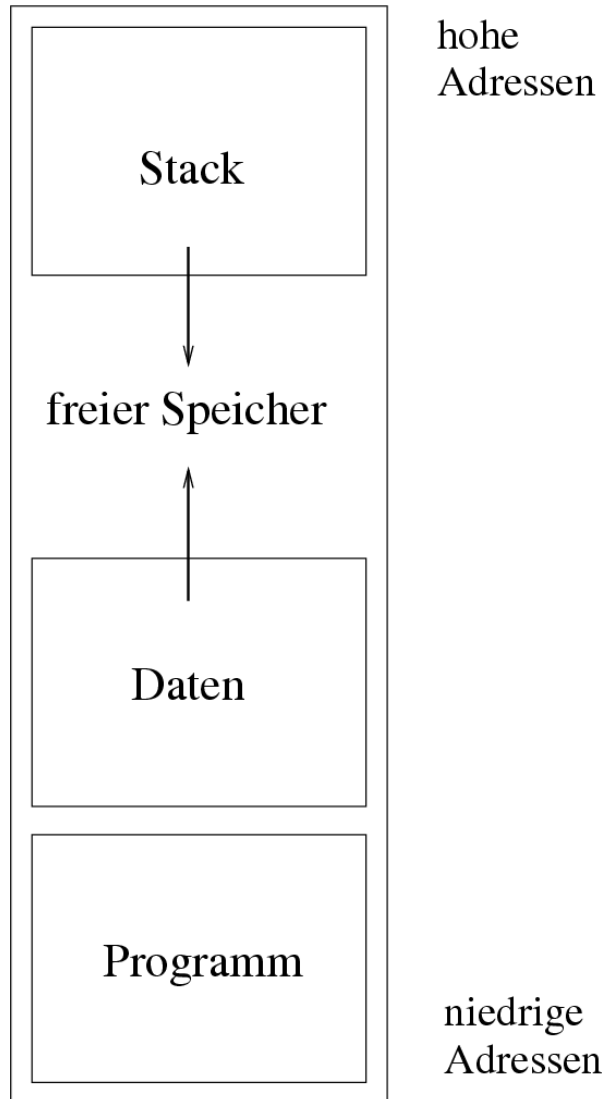 hohe
Adressen
Stack
freier Speicher
Daten
Programm
niedrige
Adressen